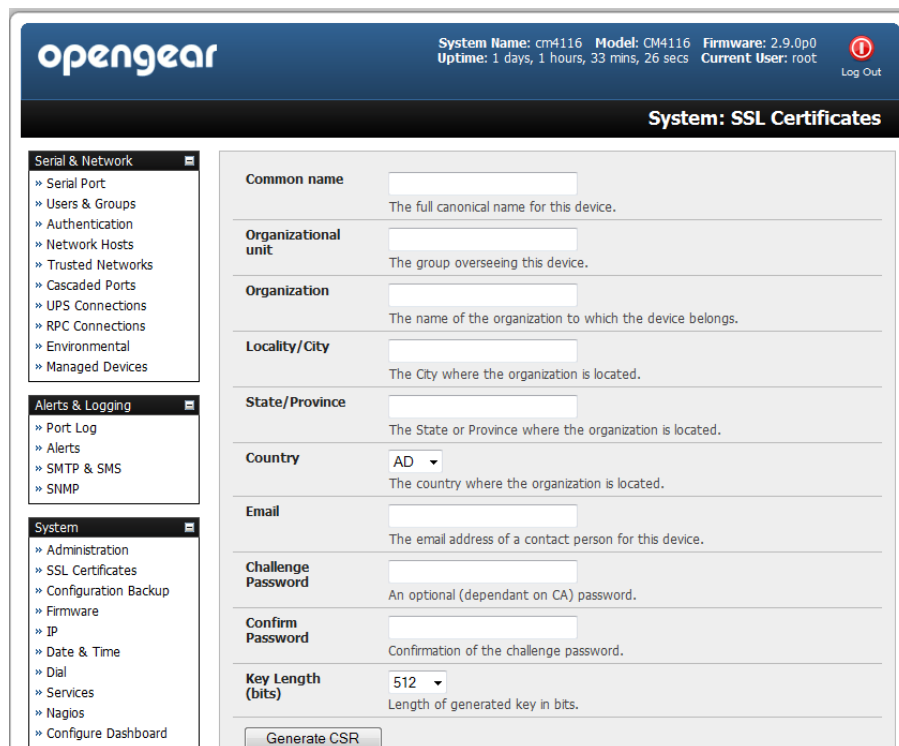 opengear
System Name: cm4116 Model: CM4116 Firmware: 2.9.0p0
Uptime: 1 days, 1 hours, 33 mins, 26 secs Current User: root
Log Out
System: SSL Certificates
Serial & Network
» Serial Port
» Users & Groups
» Authentication
» Network Hosts
» Trusted Networks
» Cascaded Ports
» UPS Connections
» RPC Connections
» Environmental
» Managed Devices
Alerts & Logging
» Port Log
» Alerts
» SMTP & SMS
» SNMP
System
» Administration
» SSL Certificates
» Configuration Backup
» Firmware
» IP
» Date & Time
» Dial
» Services
» Nagios
» Configure Dashboard
Common name
The full canonical name for this device.
Organizational
unit
The group overseeing this device.
Organization
The name of the organization to which the device belongs.
Locality/City
The City where the organization is located.
State/Province
The State or Province where the organization is located.
Country
AD
The country where the organization is located.
Email
The email address of a contact person for this device.
Challenge
Password
An optional (dependant on CA) password.
Confirm
Password
Confirmation of the challenge password.
Key Length
(bits)
512
Length of generated key in bits.
Generate CSR